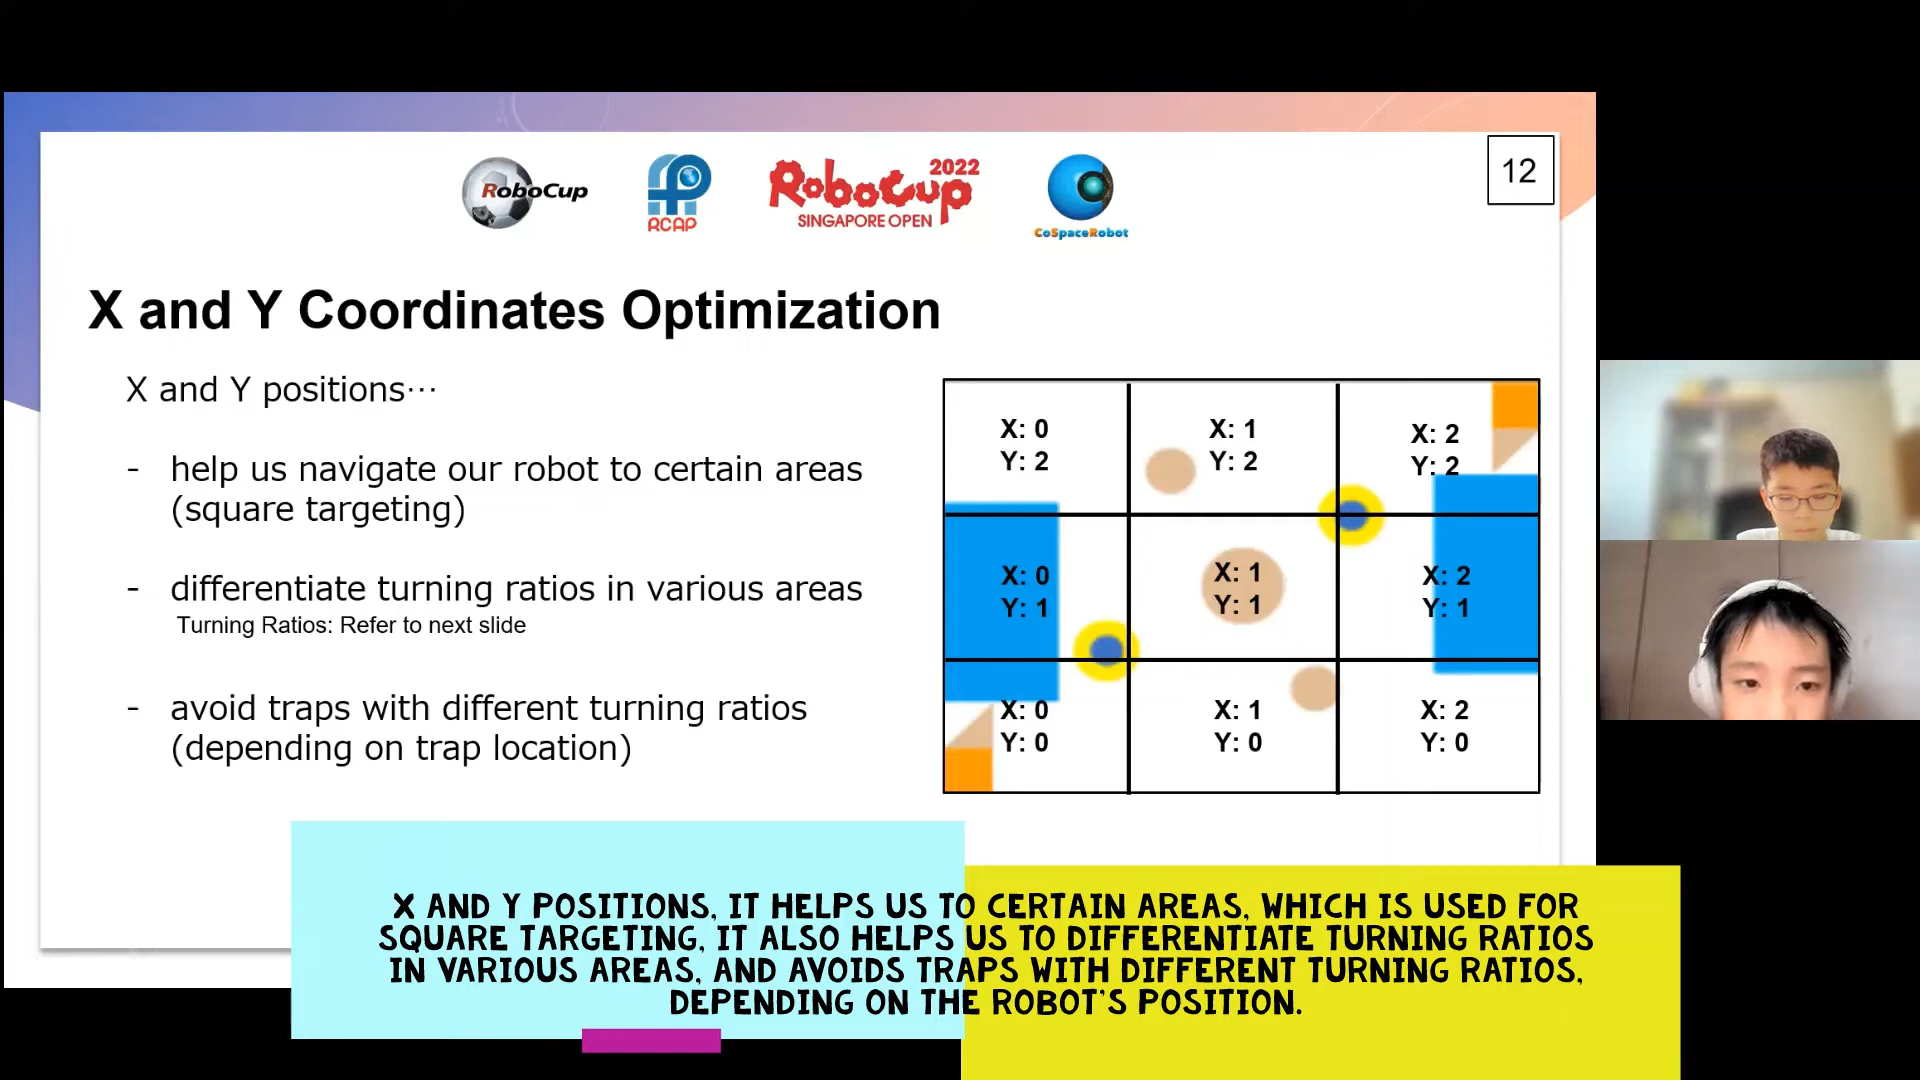 RoboCup
RCAP
RoboCup 2022
SINGAPORE OPEN
CoSpaceRobot
12
X and Y Coordinates Optimization
X and Y positions…
- help us navigate our robot to certain areas
(square targeting)
- differentiate turning ratios in various areas
Turning Ratios: Refer to next slide
- avoid traps with different turning ratios
(depending on trap location)
X: 0
Y: 2
X: 1
Y: 2
X: 2
Y: 2
X: 0
Y: 1
X: 1
Y: 1
X: 2
Y: 1
X: 0
Y: 0
X: 1
Y: 0
X: 2
Y: 0
X AND Y POSITIONS, IT HELPS US TO CERTAIN AREAS, WHICH IS USED FOR
SQUARE TARGETING, IT ALSO HELPS US TO DIFFERENTIATE TURNING RATIOS
IN VARIOUS AREAS, AND AVOIDS TRAPS WITH DIFFERENT TURNING RATIOS,
DEPENDING ON THE ROBOT'S POSITION.